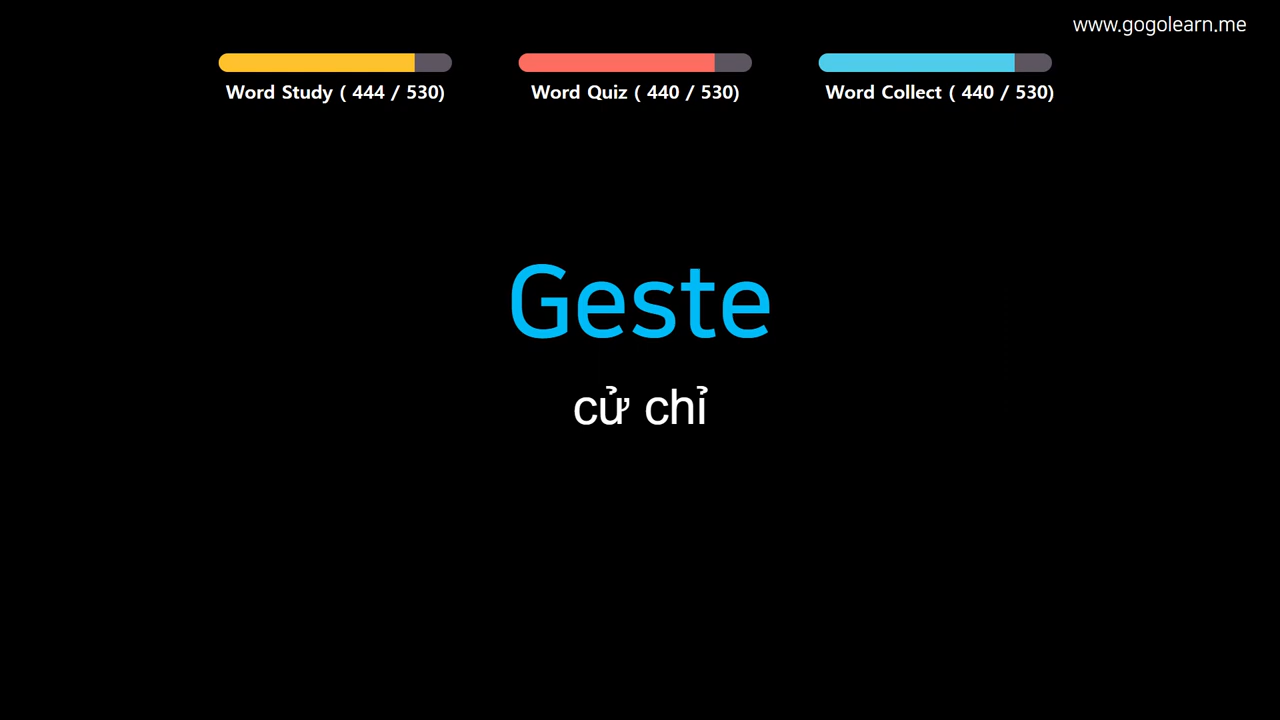 www.gogolearn.me
Word Study ( 444 / 530)
Word Quiz ( 440 / 530)
Word Collect ( 440 / 530)
Geste
cử chỉ